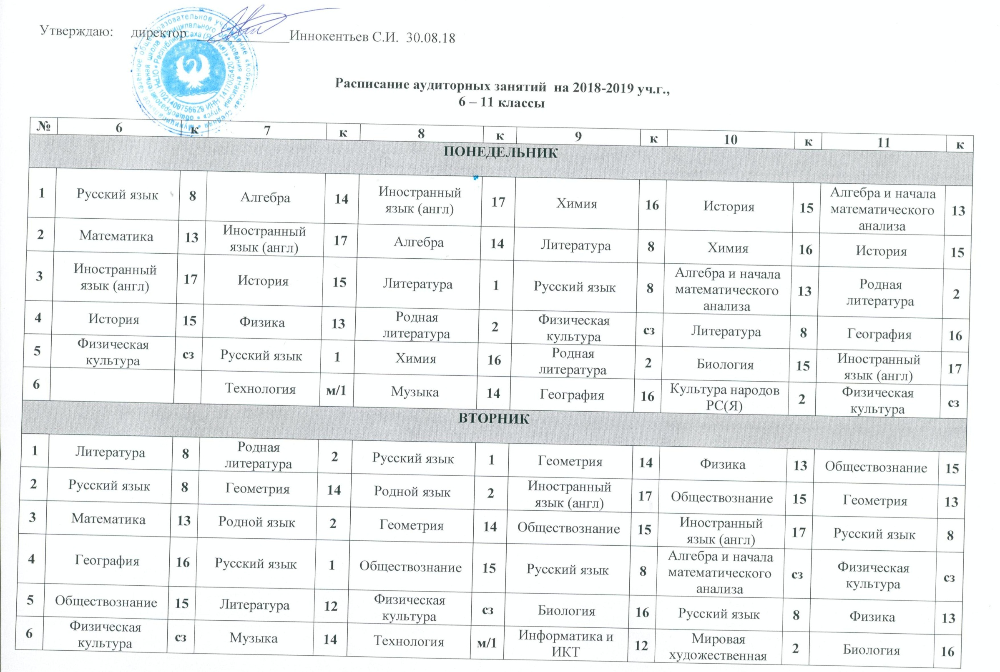 Утверждаю: директор ____________Иннокентьев С.И. 30.08.18
Расписание аудиторных занятий на 2018-2019 уч.г.,
6 – 11 классы
№ 6 к 7 к 8 к 9 к 10 к 11 к
ПОНЕДЕЛЬНИК
1 Русский язык 8 Алгебра 14 Иностранный язык (англ) 17 Химия 16 История 15 Алгебра и начала математического анализа 13
2 Математика 13 Иностранный язык (англ) 17 Алгебра 14 Литература 8 Химия 16 История 15
3 Иностранный язык (англ) 17 История 15 Литература 1 Русский язык 8 Алгебра и начала математического анализа 13 Родная литература 2
4 История 15 Физика 13 Родная литература 2 Физическая культура сз Литература 8 География 16
5 Физическая культура сз Русский язык 1 Химия 16 Родная литература 2 Биология 15 Иностранный язык (англ) 17
6 Технология м/1 Музыка 14 География 16 Культура народов РС(Я) 2 Физическая культура сз
ВТОРНИК
1 Литература 8 Родная литература 2 Русский язык 1 Геометрия 14 Физика 13 Обществознание 15
2 Русский язык 8 Геометрия 14 Родной язык 2 Иностранный язык (англ) 17 Обществознание 15 Геометрия 13
3 Математика 13 Родной язык 2 Геометрия 14 Обществознание 15 Иностранный язык (англ) 17 Русский язык 8
4 География 16 Русский язык 1 Обществознание 15 Русский язык 8 Алгебра и начала математического анализа сз Физическая культура сз
5 Обществознание 15 Литература 12 Физическая культура сз Биология 16 Русский язык 8 Физика 13
6 Физическая культура сз Музыка 14 Технология м/1 Информатика и ИКТ 12 Мировая художественная 2 Биология 16